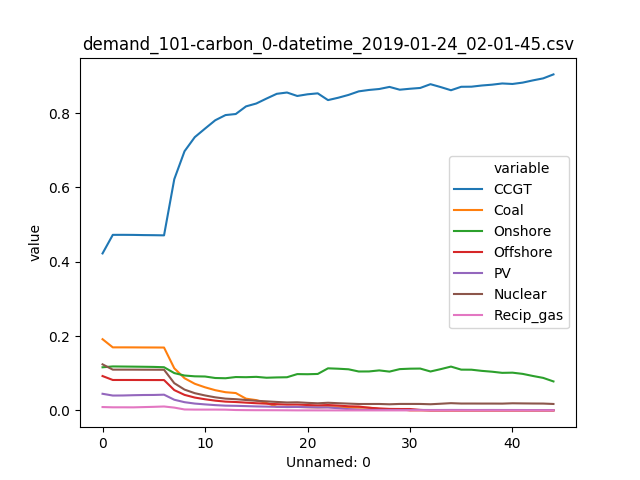 demand_101-carbon_0-datetime_2019-01-24_02-01-45.csv
value
0.8
0.6
0.4
0.2
0.0
variable
CCGT
Coal
Onshore
Offshore
PV
Nuclear
Recip_gas
0 10 20 30 40
Unnamed: 0